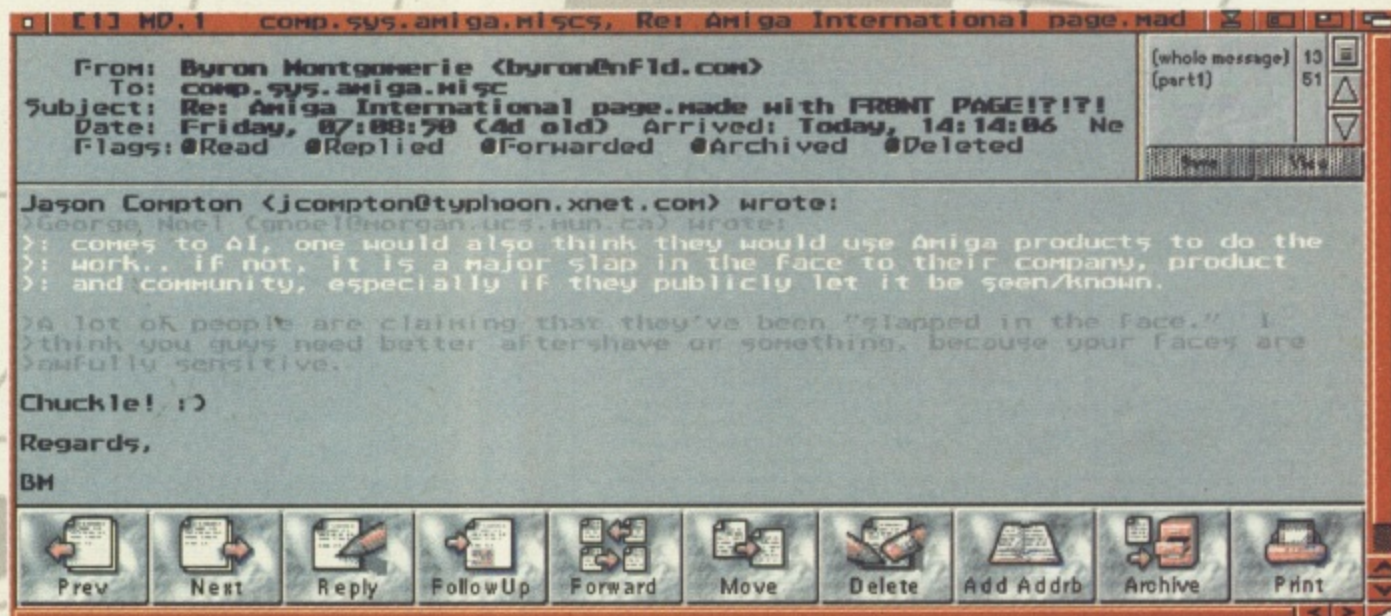 [1] MD.1 comp.sys.amiga.miscs, Re: Amiga International page.mad
From: Byron Montgomerie <byron@nfld.com>
To: comp.sys.amiga.misc
Subject: Re: Amiga International page.made with FRONT PAGE!?!?!
Date: Friday, 07:08:50 (4d old) Arrived: Today, 14:14:06 Ne
Flags: @Read @Replied @Forwarded @Archived @Deleted
(whole message) 13
(part1) 51
Save View
Jason Compton <jcompton@typhoon.xnet.com> wrote:
>George Noel (gnoel@morgan.ucs.mun.ca) wrote:
>: comes to AI, one would also think they would use Amiga products to do the
>: work.. if not, it is a major slap in the face to their company, product
>: and community, especially if they publicly let it be seen/known.
>A lot of people are claiming that they've been "slapped in the face." I
>think you guys need better aftershave or something, because your faces are
>awfully sensitive.
Chuckle! :)
Regards,
BM
Prev Next Reply FollowUp Forward Move Delete Add Addrb Archive Print